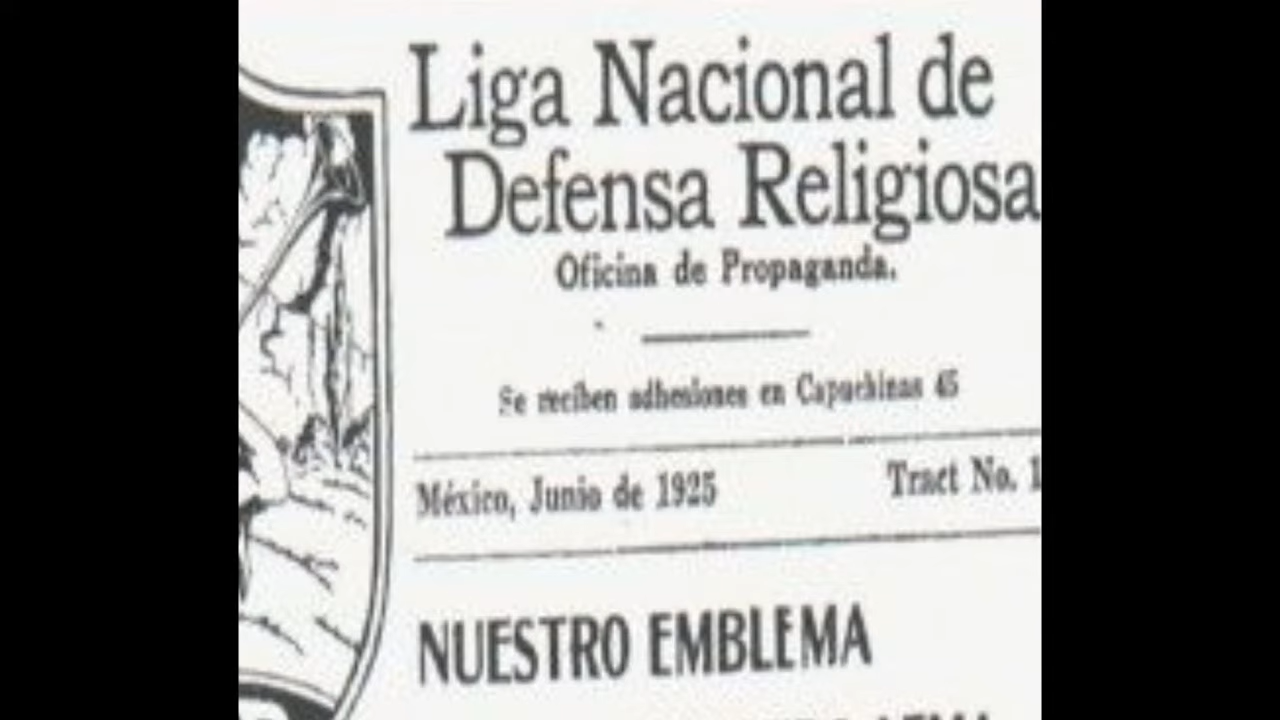 Liga Nacional de
Defensa Religiosa
Oficina de Propaganda.
Se reciben adhesiones en Capuchinas 45
México, Junio de 1925
Tract No. 1
NUESTRO EMBLEMA